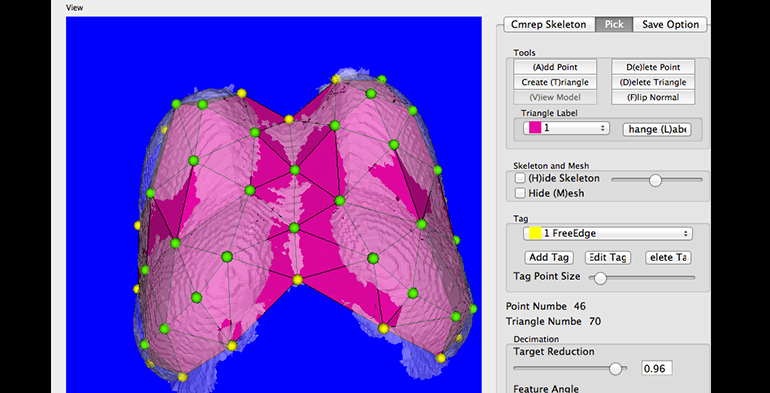 View
Cmrep Skeleton Pick Save Option
Tools
(A)dd Point D(e)lete Point
Create (T)riangle (D)elete Triangle
(V)iew Model (F)lip Normal
Triangle Label
1 hange (L)abe
Skeleton and Mesh
(H)ide Skeleton
Hide (M)esh
Tag
1 FreeEdge
Add Tag Edit Tag elete Ta
Tag Point Size
Point Numbe 46
Triangle Numbe 70
Decimation
Target Reduction
0.96
Feature Angle